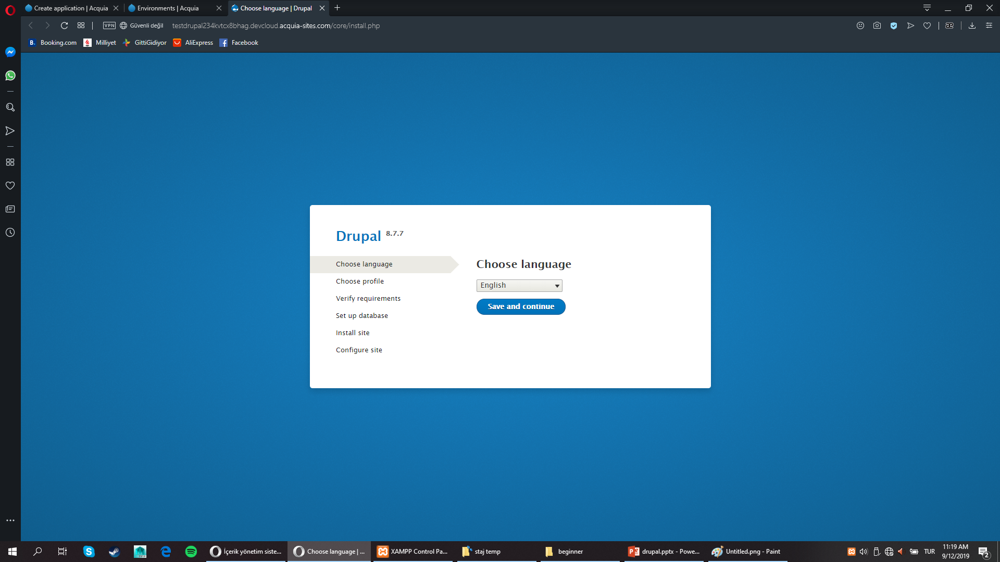 Create application | Acquia
Environments | Acquia
Choose language | Drupal
VPN
Güvenli değil
testdrupal234kvtcx8bhag.devcloud.acquia-sites.com/core/install.php
B. Booking.com
Milliyet
GittiGidiyor
AliExpress
Facebook
Drupal 8.7.7
Choose language
Choose profile
Verify requirements
Set up database
Install site
Configure site
Choose language
English
Save and continue
İçerik yönetim siste...
Choose language | ...
XAMPP Control Pa...
staj temp
beginner
drupal.pptx - Powe...
Untitled.png - Paint
TUR
11:19 AM
9/12/2019
2